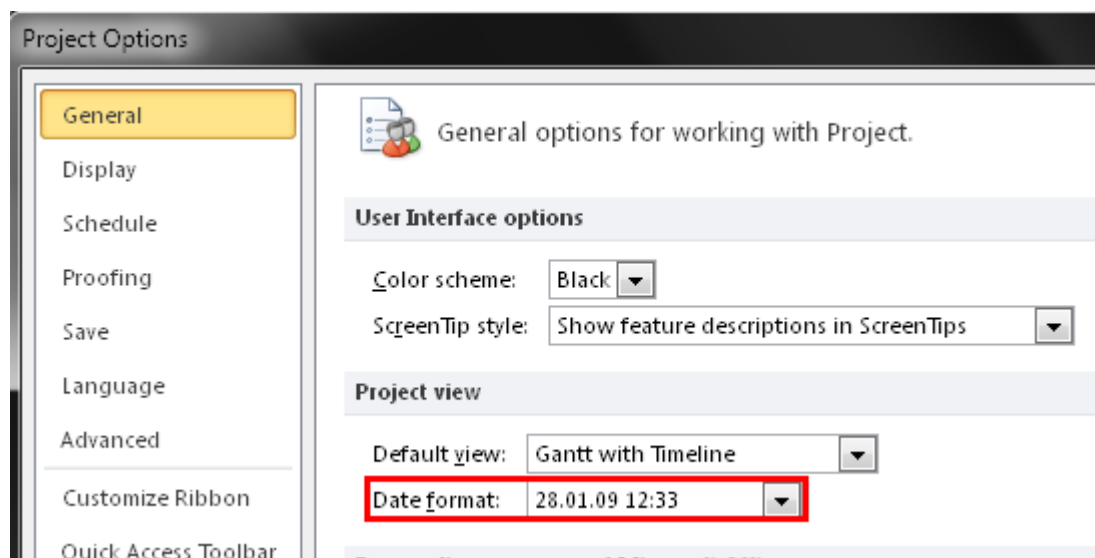 Project Options
General
Display
Schedule
Proofing
Save
Language
Advanced
Customize Ribbon
Quick Access Toolbar
General options for working with Project.
User Interface options
Color scheme: Black
ScreenTip style: Show feature descriptions in ScreenTips
Project view
Default view: Gantt with Timeline
Date format: 28.01.09 12:33